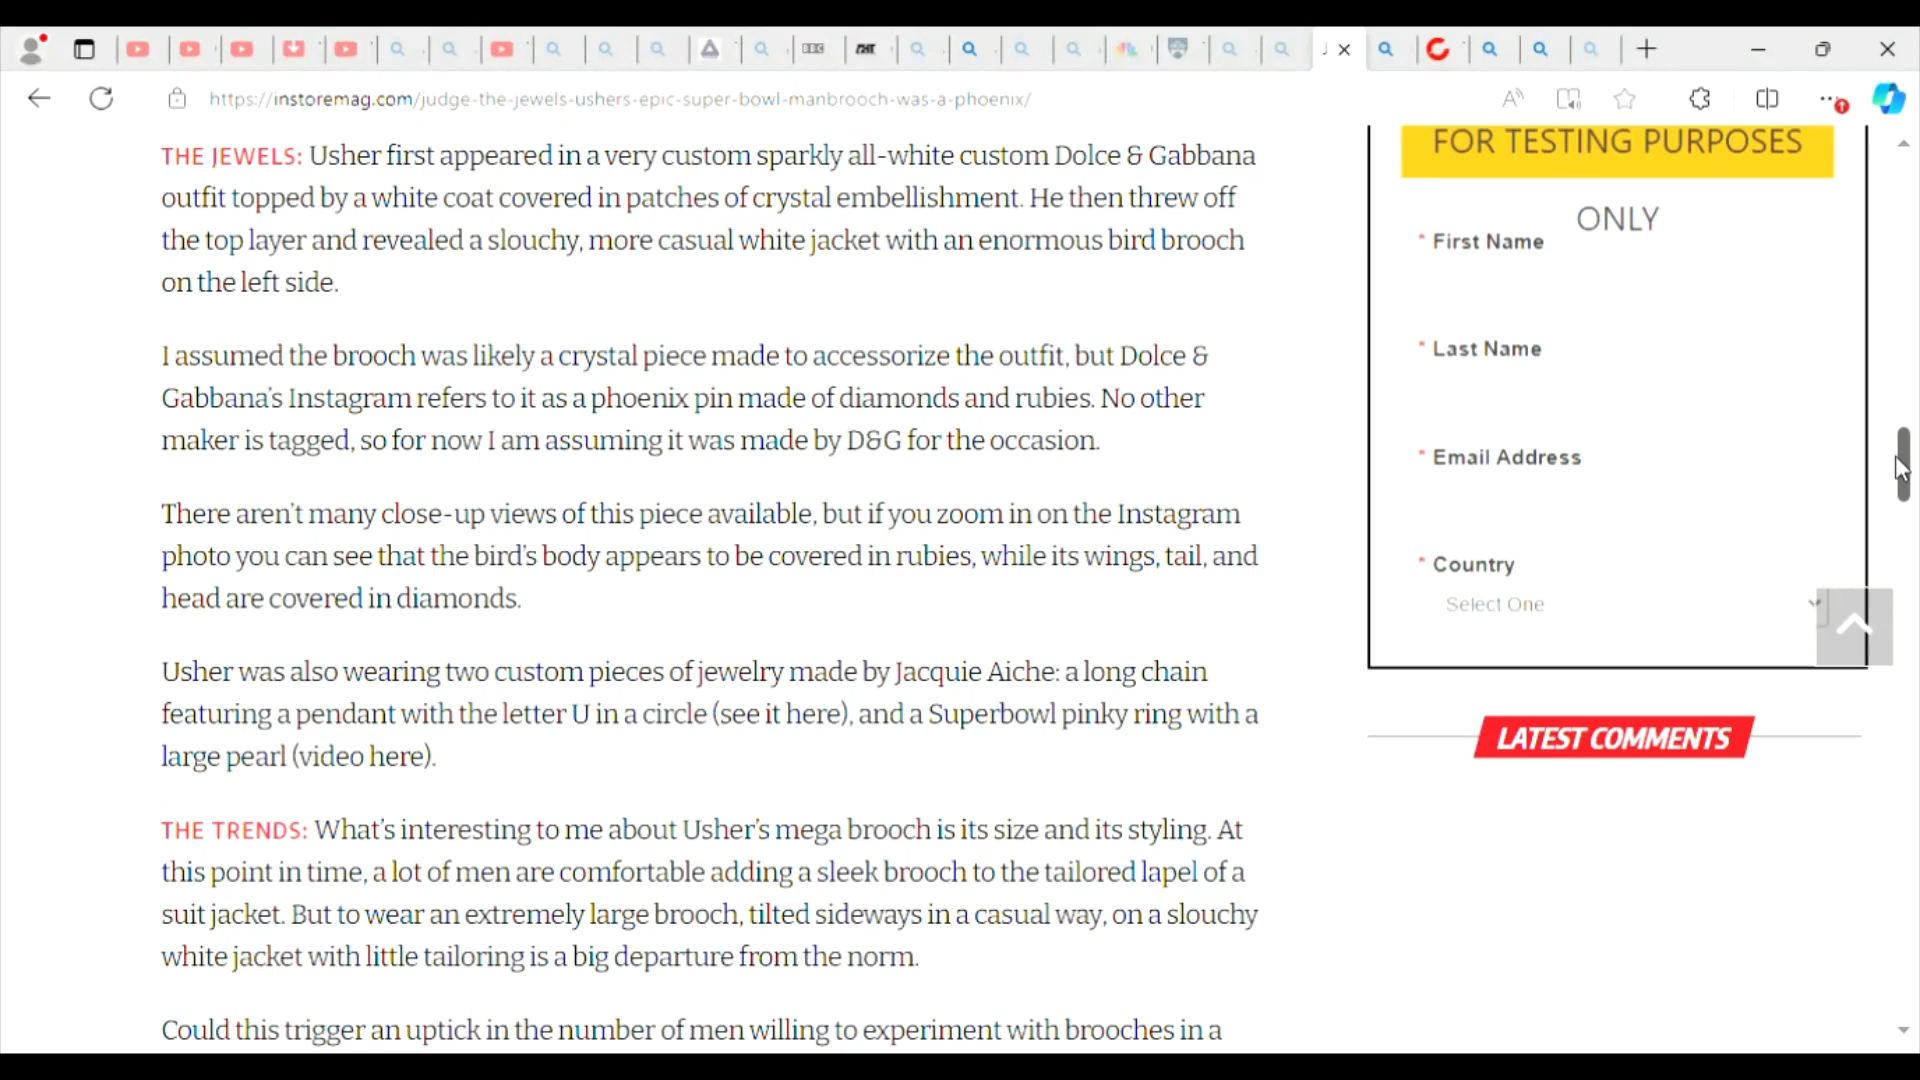 https://instoremag.com/judge-the-jewels-ushers-epic-super-bowl-manbrooch-was-a-phoenix/
THE JEWELS: Usher first appeared in a very custom sparkly all-white custom Dolce & Gabbana
outfit topped by a white coat covered in patches of crystal embellishment. He then threw off
the top layer and revealed a slouchy, more casual white jacket with an enormous bird brooch
on the left side.
I assumed the brooch was likely a crystal piece made to accessorize the outfit, but Dolce &
Gabbana's Instagram refers to it as a phoenix pin made of diamonds and rubies. No other
maker is tagged, so for now I am assuming it was made by D&G for the occasion.
There aren't many close-up views of this piece available, but if you zoom in on the Instagram
photo you can see that the bird's body appears to be covered in rubies, while its wings, tail, and
head are covered in diamonds.
Usher was also wearing two custom pieces of jewelry made by Jacquie Aiche: a long chain
featuring a pendant with the letter U in a circle (see it here), and a Superbowl pinky ring with a
large pearl (video here).
THE TRENDS: What's interesting to me about Usher's mega brooch is its size and its styling. At
this point in time, a lot of men are comfortable adding a sleek brooch to the tailored lapel of a
suit jacket. But to wear an extremely large brooch, tilted sideways in a casual way, on a slouchy
white jacket with little tailoring is a big departure from the norm.
Could this trigger an uptick in the number of men willing to experiment with brooches in a
FOR TESTING PURPOSES
ONLY
* First Name
* Last Name
* Email Address
* Country
Select One
LATEST COMMENTS